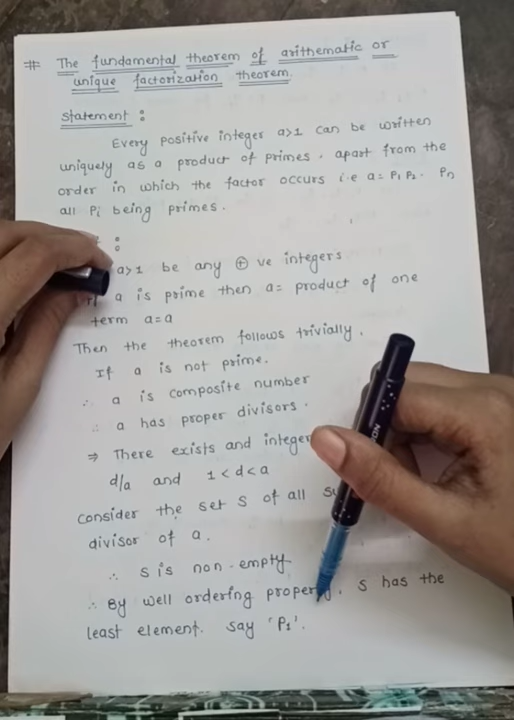 # The fundamental theorem of arithematic or
unique factorization theorem.
statement :
Every positive integer a>1 can be written
uniquely as a product of primes, apart from the
order in which the factor occurs i.e a = P₁ P₂ . Pₙ
all Pᵢ being primes.
:
a>1 be any ⊕ ve integers
a is prime then a = product of one
term a=a
Then the theorem follows trivially.
If a is not prime.
∴ a is composite number
∴ a has proper divisors.
⇒ There exists and integer
d/a and 1<d<a
consider the set S of all
divisor of a.
∴ S is non-empty
∴ By well ordering property, S has the
least element. say 'P₁'.